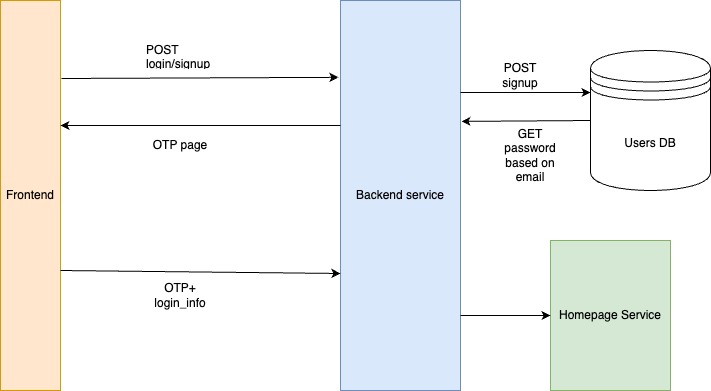 POST
login/signup
OTP page
Frontend
OTP+
login_info
Backend service
POST
signup
GET
password
based on
email
Users DB
Homepage Service